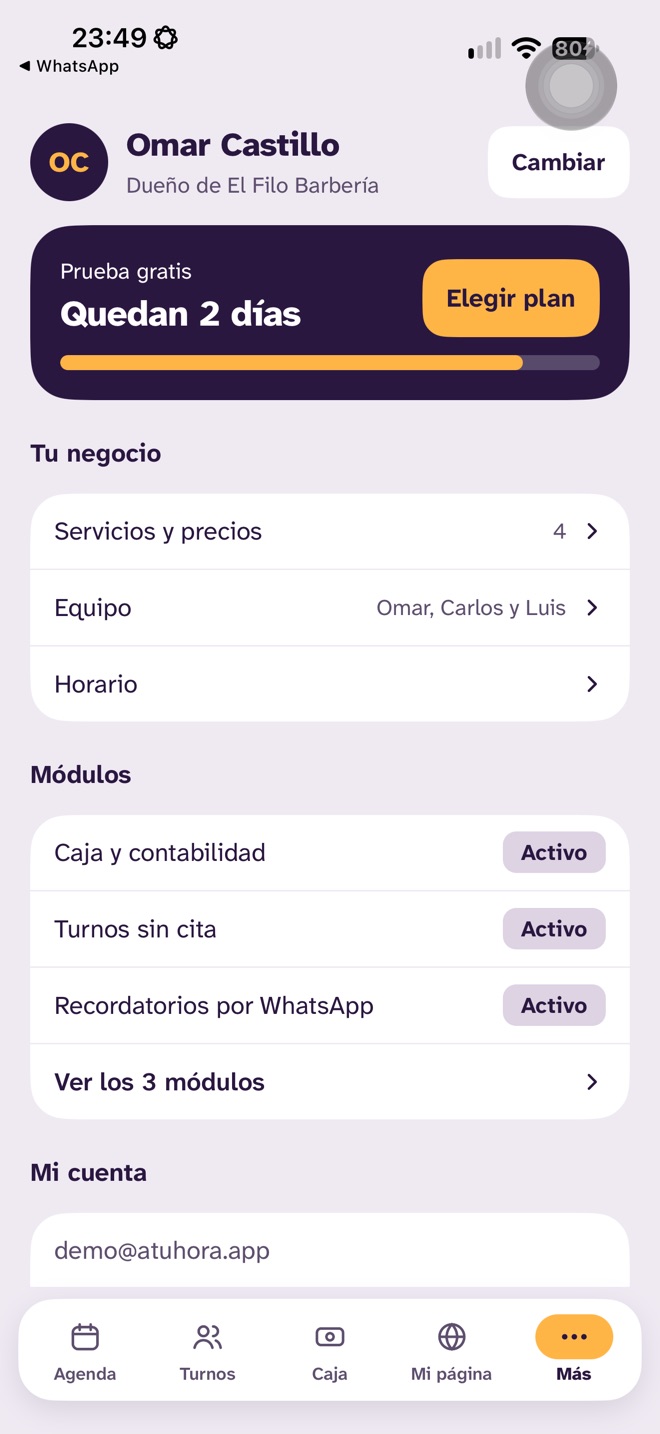 23:49
◀ WhatsApp
80
OC
Omar Castillo
Dueño de El Filo Barbería
Cambiar
Prueba gratis
Quedan 2 días
Elegir plan
Tu negocio
Servicios y precios 4
Equipo Omar, Carlos y Luis
Horario
Módulos
Caja y contabilidad Activo
Turnos sin cita Activo
Recordatorios por WhatsApp Activo
Ver los 3 módulos
Mi cuenta
demo@atuhora.app
Agenda Turnos Caja Mi página Más